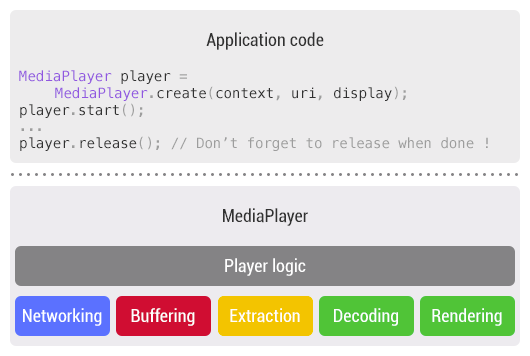 Application code
MediaPlayer player =
MediaPlayer.create(context, uri, display);
player.start();
...
player.release(); // Don’t forget to release when done !
MediaPlayer
Player logic
Networking Buffering Extraction Decoding Rendering